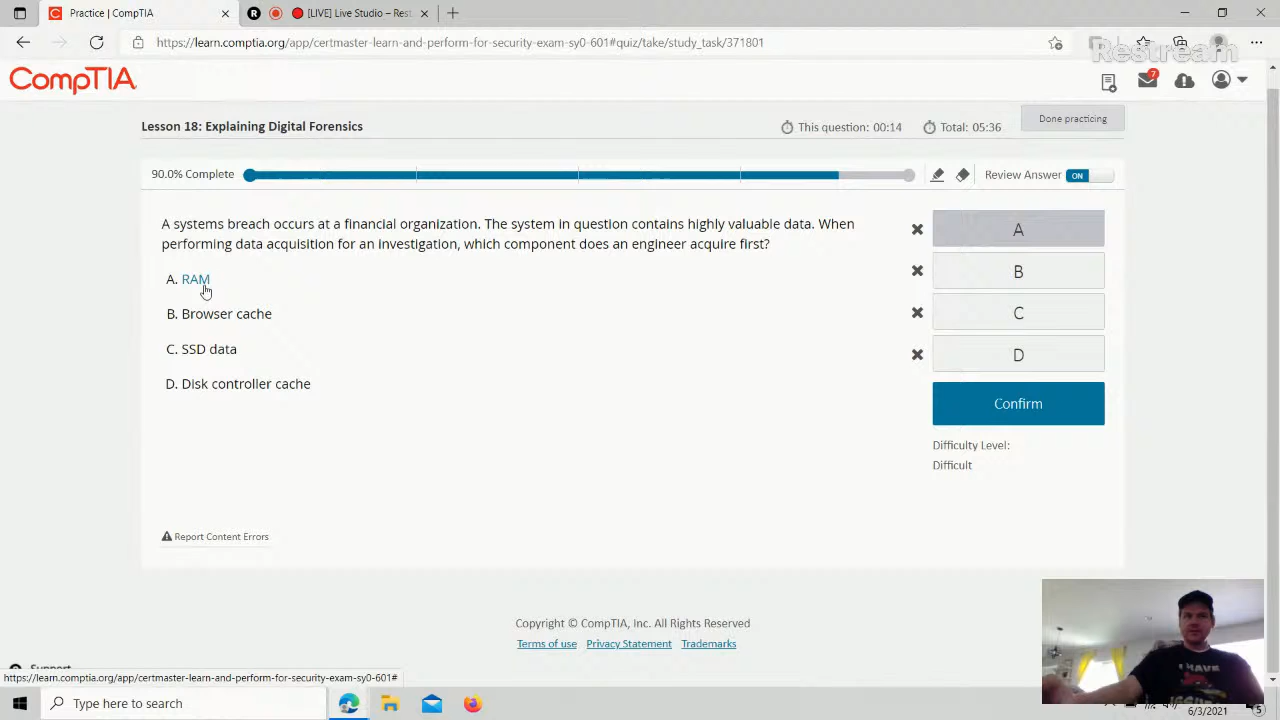 Practice | CompTIA
[LIVE] Live Studio – Rest
https://learn.comptia.org/app/certmaster-learn-and-perform-for-security-exam-sy0-601#quiz/take/study_task/371801
Restream
CompTIA
7
Lesson 18: Explaining Digital Forensics
This question: 00:14
Total: 05:36
Done practicing
90.0% Complete
Review Answer
ON
A systems breach occurs at a financial organization. The system in question contains highly valuable data. When
performing data acquisition for an investigation, which component does an engineer acquire first?
A. RAM
B. Browser cache
C. SSD data
D. Disk controller cache
A
B
C
D
Confirm
Difficulty Level:
Difficult
Report Content Errors
Copyright © CompTIA, Inc. All Rights Reserved
Terms of use
Privacy Statement
Trademarks
Support
https://learn.comptia.org/app/certmaster-learn-and-perform-for-security-exam-sy0-601#
I HAVE
Type here to search
6/3/2021
5